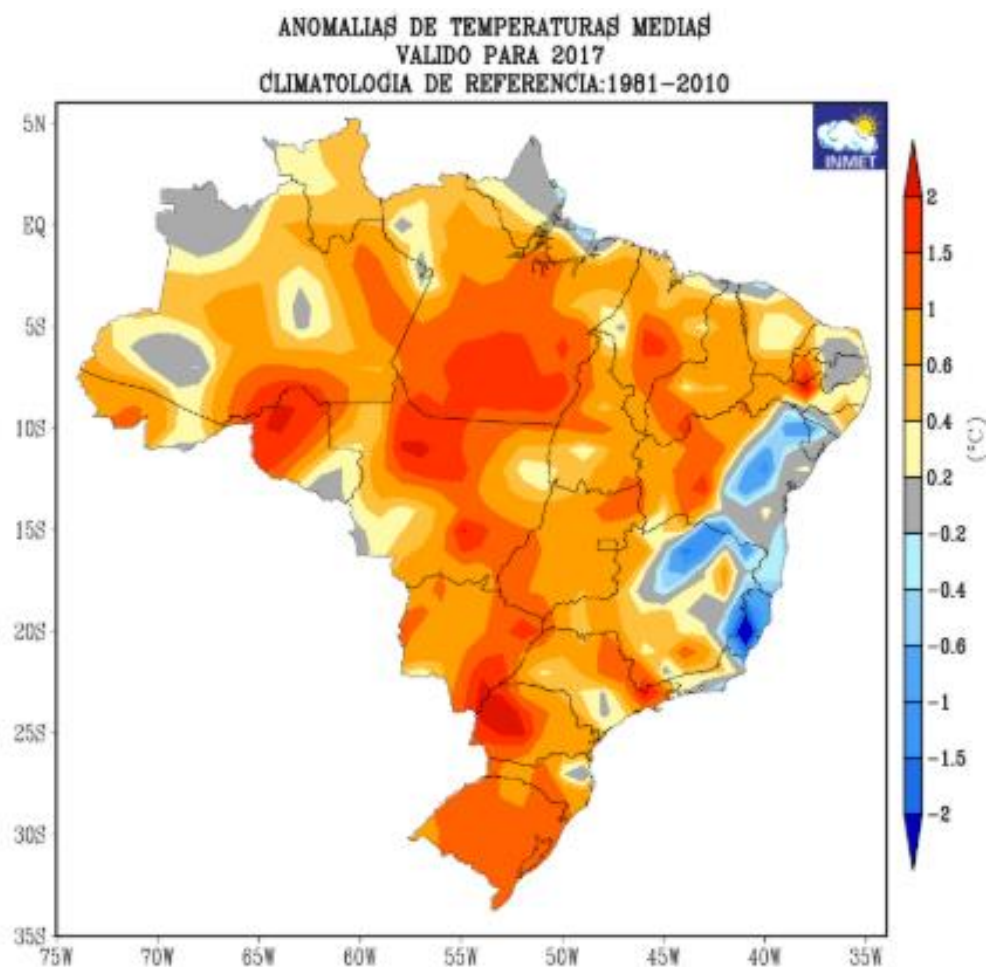 ANOMALIAS DE TEMPERATURAS MEDIAS
VALIDO PARA 2017
CLIMATOLOGIA DE REFERENCIA:1981-2010
INMET
5N
EQ
5S
10S
15S
20S
25S
30S
35S
75W
70W
65W
60W
55W
50W
45W
40W
35W
2
1.5
1
0.6
0.4
0.2
-0.2
-0.4
-0.6
-1
-1.5
-2
(°C)